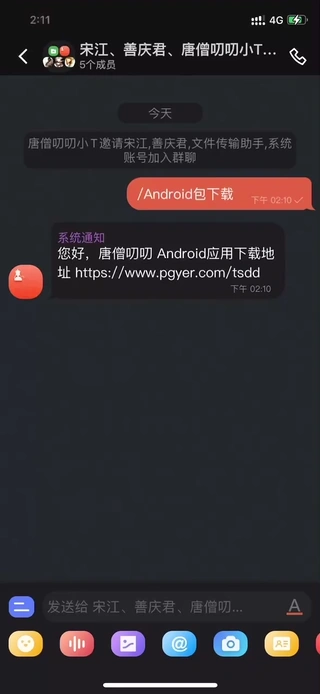 2:11
4G
宋江、善庆君、唐僧叨叨小T...
5个成员
今天
唐僧叨叨小T邀请宋江,善庆君,文件传输助手,系统
账号加入群聊
/Android包下载
下午 02:10
系统通知
您好，唐僧叨叨 Android应用下载地
址 https://www.pgyer.com/tsdd
下午 02:10
发送给 宋江、善庆君、唐僧叨...
A